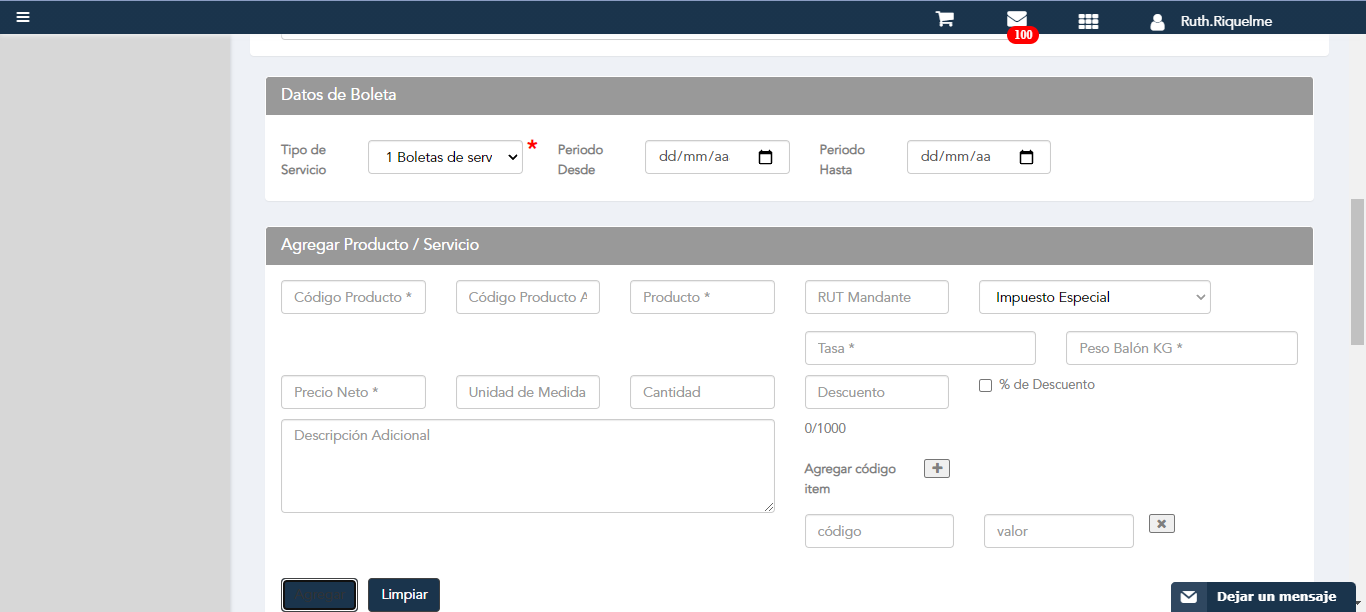 Ruth.Riquelme
100
Datos de Boleta
Tipo de Servicio
1 Boletas de serv
*
Periodo Desde
dd/mm/aa
Periodo Hasta
dd/mm/aa
Agregar Producto / Servicio
Código Producto *
Código Producto A
Producto *
RUT Mandante
Impuesto Especial
Tasa *
Peso Balón KG *
Precio Neto *
Unidad de Medida
Cantidad
Descuento
% de Descuento
Descripción Adicional
0/1000
Agregar código item
código
valor
Agregar
Limpiar
Dejar un mensaje